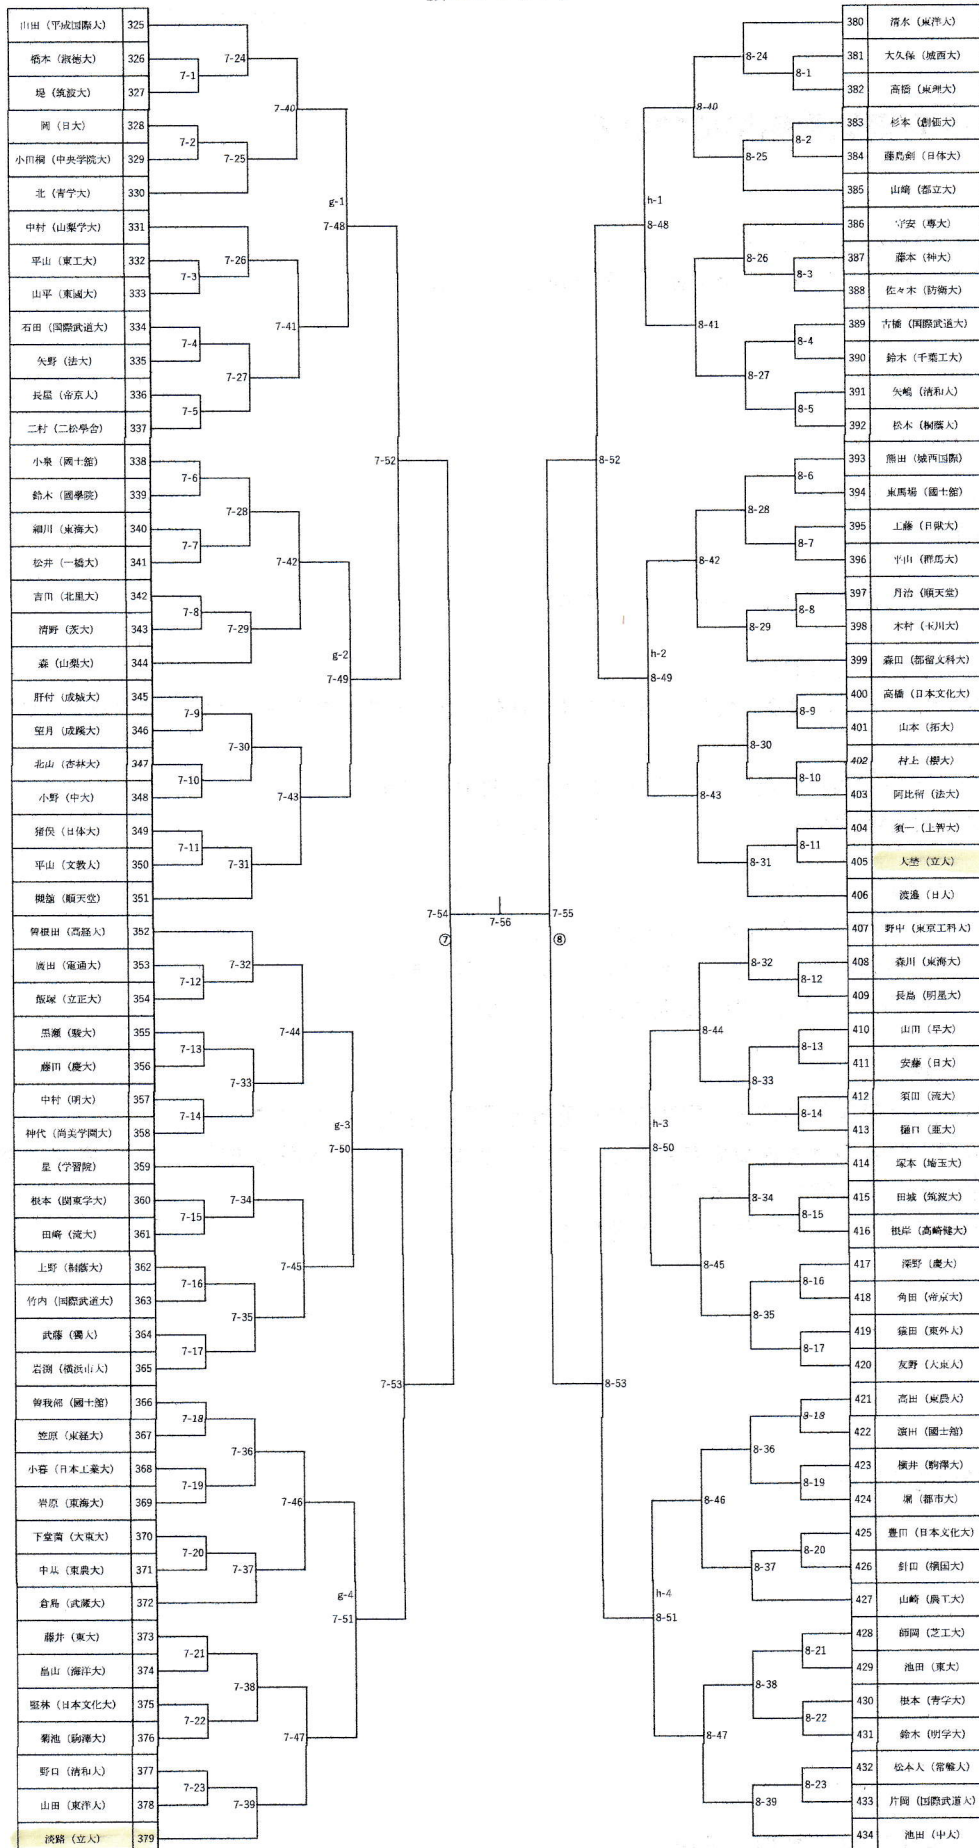 山田（平成国際大） 325
橋本（淑徳大） 326
堤（筑波大） 327
岡（日大） 328
小田桐（中央学院大） 329
北（青学大） 330
中村（山梨学大） 331
平山（東工大） 332
山平（東國大） 333
石田（国際武道大） 334
矢野（法大） 335
長屋（帝京大） 336
二村（二松學舎） 337
小泉（國士舘） 338
鈴木（國學院） 339
細川（東海大） 340
松井（一橋大） 341
吉田（北里大） 342
清野（茨大） 343
森（山梨大） 344
肝付（成城大） 345
望月（成蹊大） 346
北山（杏林大） 347
小野（中大） 348
猪俣（日体大） 349
平山（文教大） 350
槻舘（順天堂） 351
曽根田（高経大） 352
廣田（電通大） 353
飯塚（立正大） 354
黒瀬（駿大） 355
藤田（慶大） 356
中村（明大） 357
神代（尚美学園大） 358
星（学習院） 359
根本（関東学大） 360
田崎（流大） 361
上野（桐蔭大） 362
竹内（国際武道大） 363
武藤（獨大） 364
岩渕（横浜市大） 365
曽我部（國士舘） 366
笠原（東経大） 367
小暮（日本工業大） 368
岩原（東海大） 369
下堂薗（大東大） 370
（東農大） 371
倉島（武蔵大） 372
藤井（東大） 373
畠山（海洋大） 374
（日本文化大） 375
菊池（駒澤大） 376
野口（清和大） 377
山田（東洋大） 378
淡路（立大） 379
7-1
7-2
7-3
7-4
7-5
7-6
7-7
7-8
7-9
7-10
7-11
7-12
7-13
7-14
7-15
7-16
7-17
7-18
7-19
7-20
7-21
7-22
7-23
7-24
7-25
7-26
7-27
7-28
7-29
7-30
7-31
7-32
7-33
7-34
7-35
7-36
7-37
7-38
7-39
7-40
7-41
7-42
7-43
7-44
7-45
7-46
7-47
g-1
7-48
g-2
7-49
g-3
7-50
g-4
7-51
7-52
7-53
7-54
⑦
7-56
7-55
⑧
8-52
8-53
h-1
8-48
h-2
8-49
h-3
8-50
h-4
8-51
8-40
8-41
8-42
8-43
8-44
8-45
8-46
8-47
8-24
8-25
8-26
8-27
8-28
8-29
8-30
8-31
8-32
8-33
8-34
8-35
8-36
8-37
8-38
8-39
8-1
8-2
8-3
8-4
8-5
8-6
8-7
8-8
8-9
8-10
8-11
8-12
8-13
8-14
8-15
8-16
8-17
8-18
8-19
8-20
8-21
8-22
8-23
380 清水（東洋大）
381 大久保（城西大）
382 高橋（東理大）
383 杉本（創価大）
384 藤島剣（日体大）
385 山﨑（都立大）
386 守安（専大）
387 藤本（神大）
388 佐々木（防衛大）
389 古橋（国際武道大）
390 鈴木（千葉工大）
391 矢嶋（清和大）
392 松木（桐蔭大）
393 熊田（城西国際）
394 東馬場（國士舘）
395 工藤（日獣大）
396 平山（群馬大）
397 丹治（順天堂）
398 木村（玉川大）
399 森田（都留文科大）
400 高橋（日本文化大）
401 山本（拓大）
402 村上（櫻大）
403 阿比留（法大）
404 須一（上智大）
405 大埜（立大）
406 渡邉（日大）
407 野中（東京工科大）
408 森川（東海大）
409 長島（明星大）
410 山田（早大）
411 安藤（日大）
412 須田（流大）
413 樋口（亜大）
414 塚本（埼玉大）
415 田城（筑波大）
416 根岸（高崎健大）
417 深野（慶大）
418 角田（帝京大）
419 猿田（東外大）
420 友野（大東大）
421 高田（東農大）
422 濵田（國士舘）
423 横井（駒澤大）
424 堀（都市大）
425 豊田（日本文化大）
426 針田（横国大）
427 山崎（農工大）
428 師岡（芝工大）
429 池田（東大）
430 根本（青学大）
431 鈴木（明学大）
432 松本人（常磐大）
433 片岡（国際武道大）
434 池田（中大）